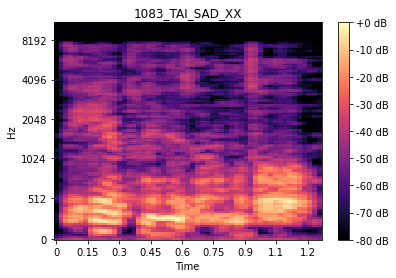 1083_TAI_SAD_XX
+0 dB
8192
-10 dB
4096
-20 dB
-30 dB
2048
Hz
-40 dB
1024
-50 dB
512
-60 dB
-70 dB
0
-80 dB
0 0.15 0.3 0.45 0.6 0.75 0.9 1.1 1.2
Time